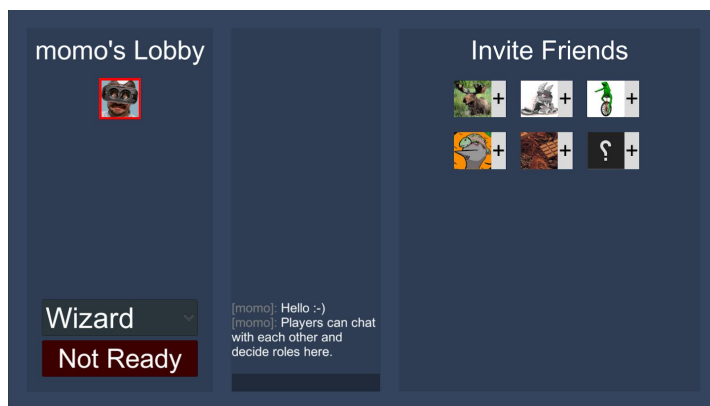 momo's Lobby
Wizard
Not Ready
[momo]: Hello :-)
[momo]: Players can chat
with each other and
decide roles here.
Invite Friends
+
+
+
+
+
؟ +